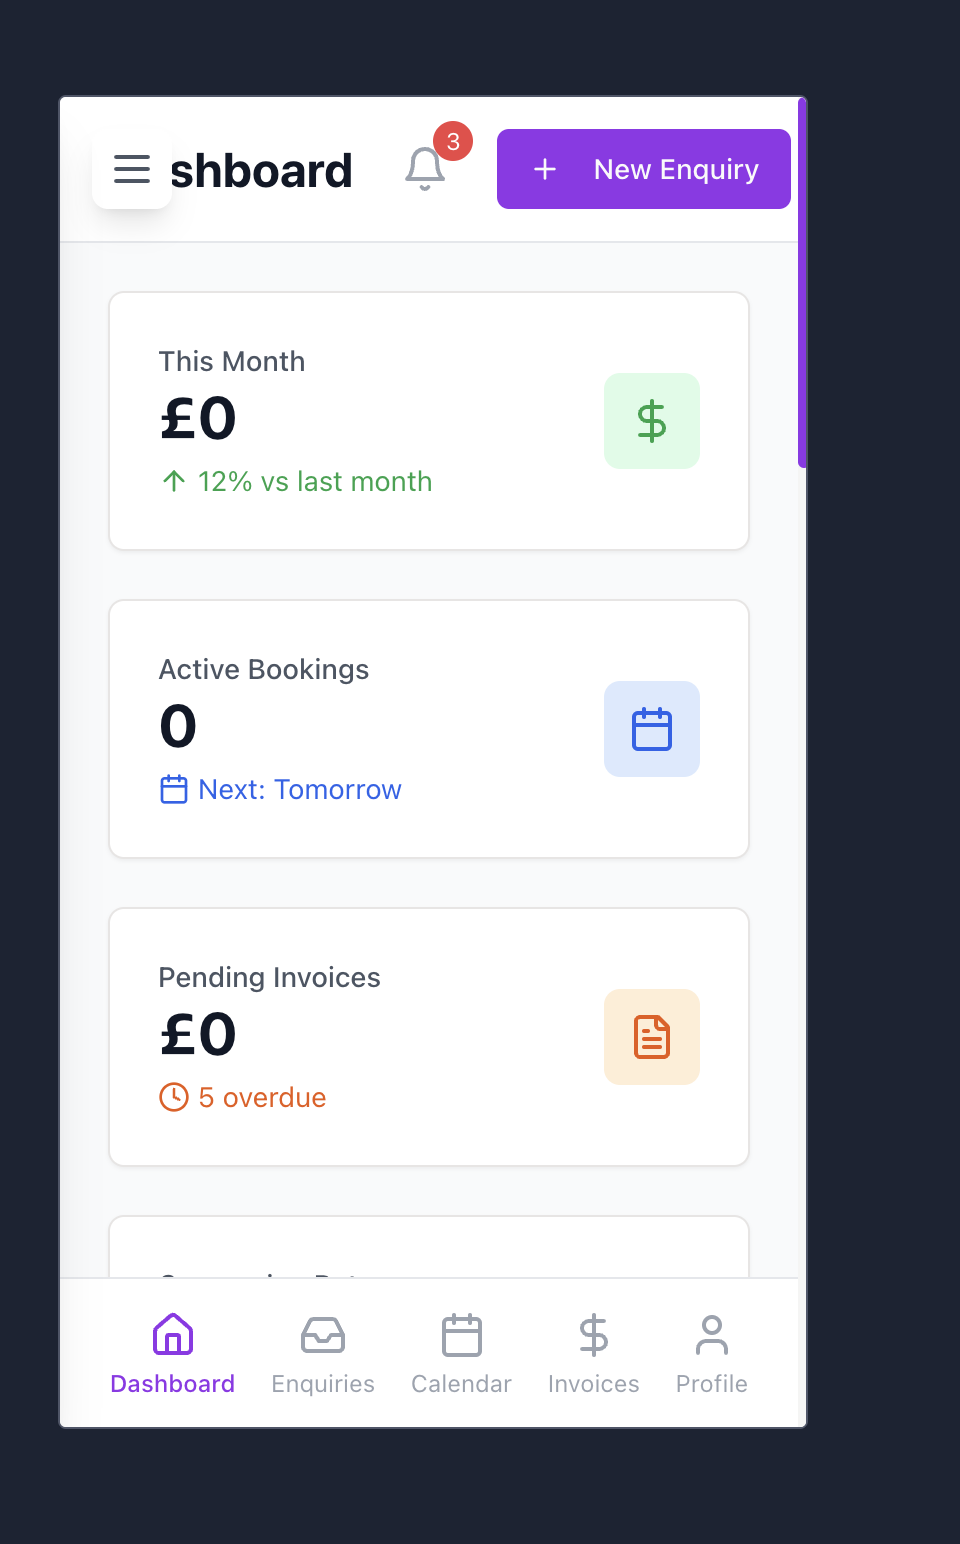 shboard
3
New Enquiry
This Month
£0
12% vs last month
Active Bookings
0
Next: Tomorrow
Pending Invoices
£0
5 overdue
Dashboard
Enquiries
Calendar
Invoices
Profile